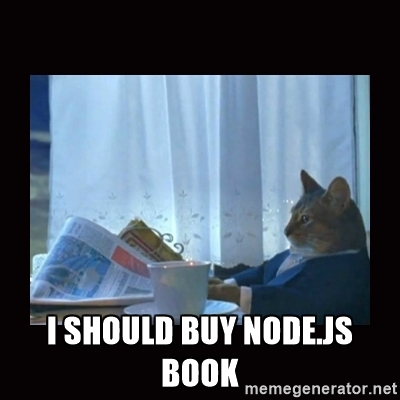 I SHOULD BUY NODE.JS
BOOK
memegenerator.net